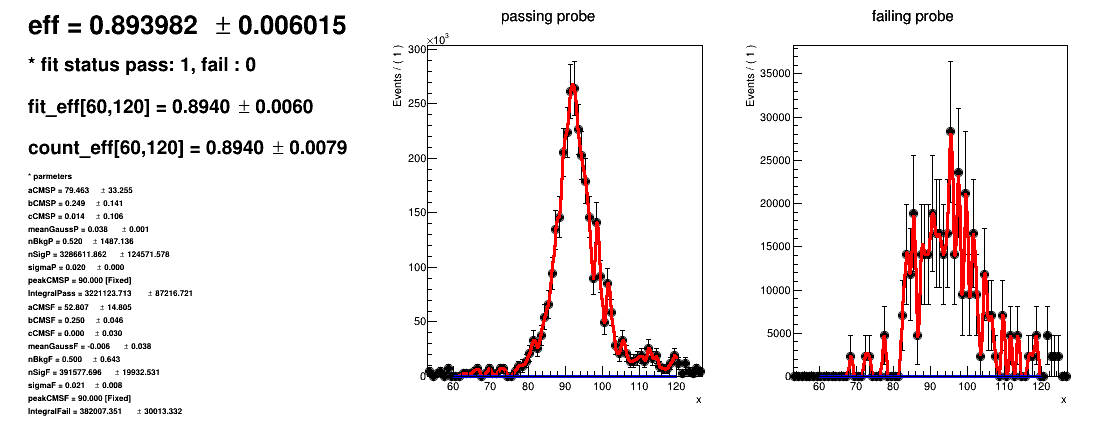 eff = 0.893982 ± 0.006015
* fit status pass: 1, fail : 0
fit_eff[60,120] = 0.8940 ± 0.0060
count_eff[60,120] = 0.8940 ± 0.0079
* parmeters
aCMSP = 79.463 ± 33.255
bCMSP = 0.249 ± 0.141
cCMSP = 0.014 ± 0.106
meanGaussP = 0.038 ± 0.001
nBkgP = 0.520 ± 1487.136
nSigP = 3286611.862 ± 124571.578
sigmaP = 0.020 ± 0.000
peakCMSP = 90.000 [Fixed]
IntegralPass = 3221123.713 ± 87216.721
aCMSF = 52.807 ± 14.805
bCMSF = 0.250 ± 0.046
cCMSF = 0.000 ± 0.030
meanGaussF = -0.006 ± 0.038
nBkgF = 0.500 ± 0.643
nSigF = 391577.696 ± 19932.531
sigmaF = 0.021 ± 0.008
peakCMSF = 90.000 [Fixed]
IntegralFail = 382007.351 ± 30013.332
passing probe
×10³
Events / ( 1 )
300
250
200
150
100
50
0
60 70 80 90 100 110 120
x
failing probe
Events / ( 1 )
35000
30000
25000
20000
15000
10000
5000
0
60 70 80 90 100 110 120
x